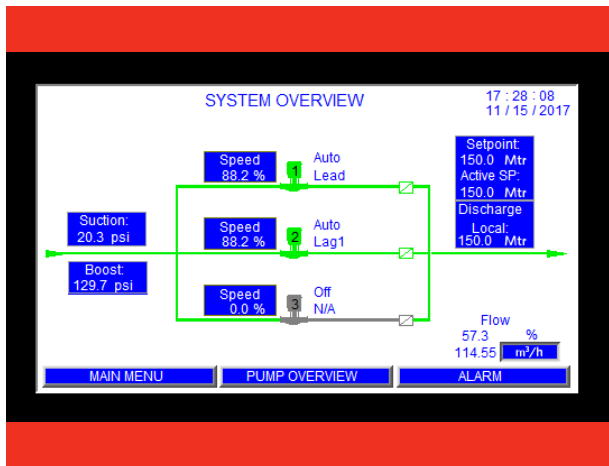 SYSTEM OVERVIEW
17 : 28 : 08
11 / 15 / 2017
Speed
88.2 %
1
Auto
Lead
Setpoint:
150.0 Mtr
Active SP:
150.0 Mtr
Discharge
Local:
150.0 Mtr
Suction:
20.3 psi
Speed
88.2 %
2
Auto
Lag1
Boost:
129.7 psi
Speed
0.0 %
3
Off
N/A
Flow
57.3 %
114.55 m³/h
MAIN MENU
PUMP OVERVIEW
ALARM